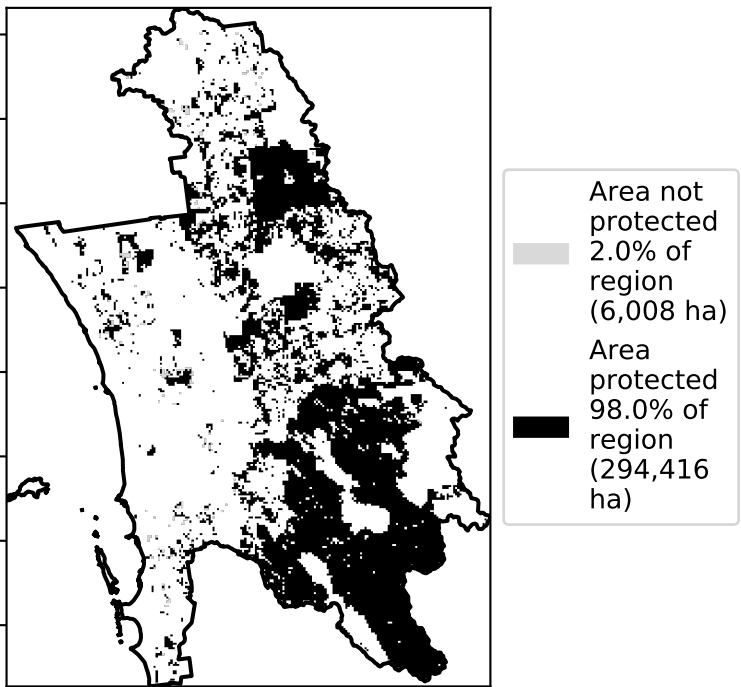 Area not
protected
2.0% of
region
(6,008 ha)
Area
protected
98.0% of
region
(294,416
ha)